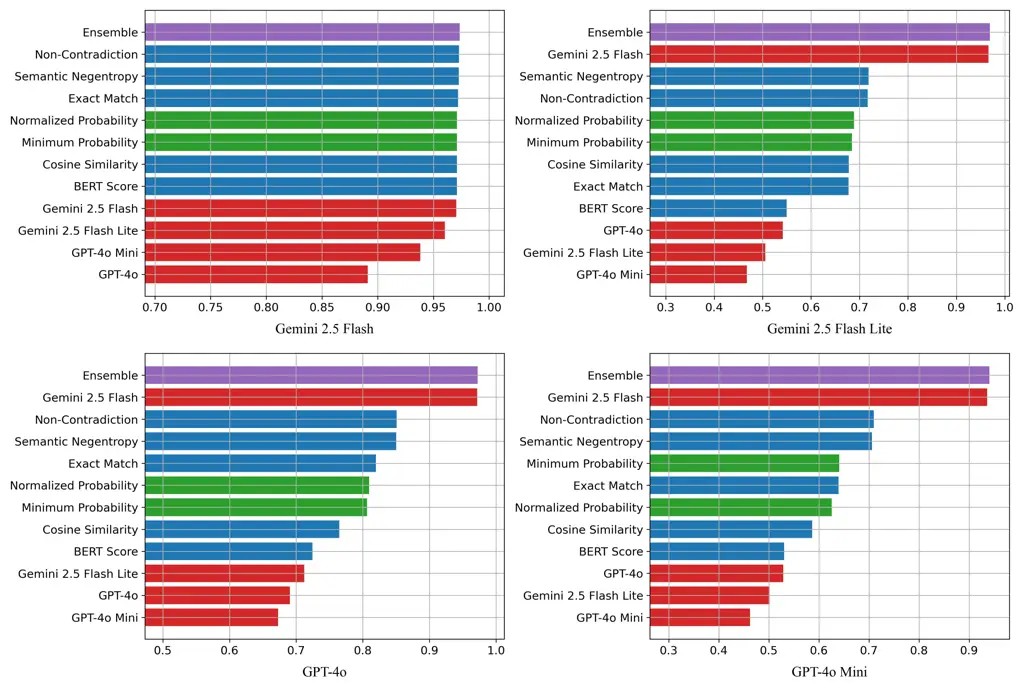 Ensemble
Non-Contradiction
Semantic Negentropy
Exact Match
Normalized Probability
Minimum Probability
Cosine Similarity
BERT Score
Gemini 2.5 Flash
Gemini 2.5 Flash Lite
GPT-4o Mini
GPT-4o
0.70 0.75 0.80 0.85 0.90 0.95 1.00
Gemini 2.5 Flash
Ensemble
Gemini 2.5 Flash
Semantic Negentropy
Non-Contradiction
Normalized Probability
Minimum Probability
Cosine Similarity
Exact Match
BERT Score
GPT-4o
Gemini 2.5 Flash Lite
GPT-4o Mini
0.3 0.4 0.5 0.6 0.7 0.8 0.9 1.0
Gemini 2.5 Flash Lite
Ensemble
Gemini 2.5 Flash
Non-Contradiction
Semantic Negentropy
Exact Match
Normalized Probability
Minimum Probability
Cosine Similarity
BERT Score
Gemini 2.5 Flash Lite
GPT-4o
GPT-4o Mini
0.5 0.6 0.7 0.8 0.9 1.0
GPT-4o
Ensemble
Gemini 2.5 Flash
Non-Contradiction
Semantic Negentropy
Minimum Probability
Exact Match
Normalized Probability
Cosine Similarity
BERT Score
GPT-4o
Gemini 2.5 Flash Lite
GPT-4o Mini
0.3 0.4 0.5 0.6 0.7 0.8 0.9
GPT-4o Mini